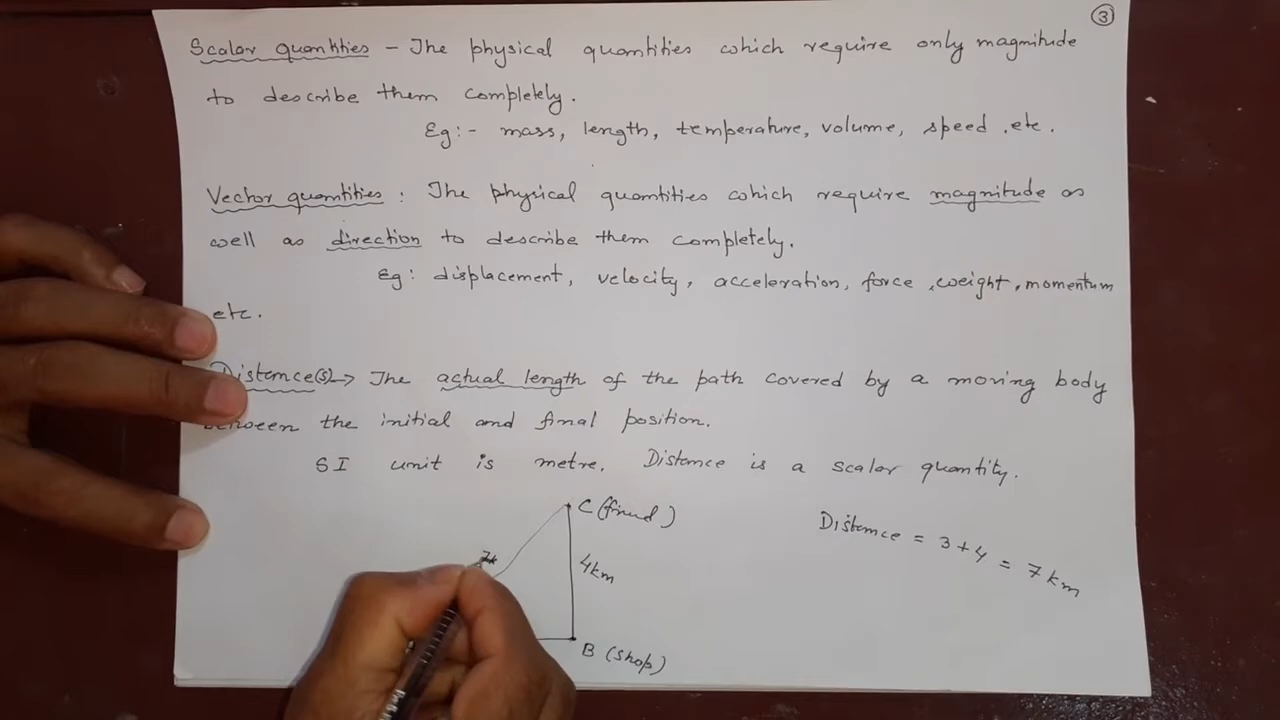 3
Scalar quantities - The physical quantities which require only magnitude
to describe them completely.
Eg:- mass, length, temperature, volume, speed, etc.
Vector quantities : The physical quantities which require magnitude as
well as direction to describe them completely.
Eg: displacement, velocity, acceleration, force, weight, momentum
etc.
Distance(s) → The actual length of the path covered by a moving body
between the initial and final position.
SI unit is metre. Distance is a scalar quantity.
C (final)
Distance = 3 + 4 = 7 km
4km
B (shop)